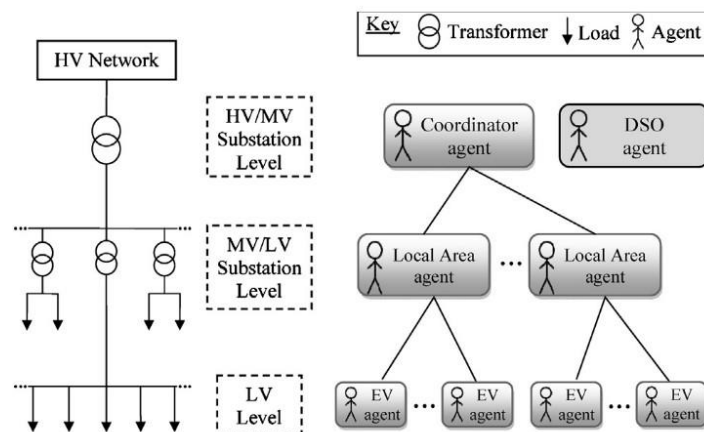 Key
Transformer
Load
Agent
HV Network
HV/MV
Substation
Level
Coordinator
agent
DSO
agent
MV/LV
Substation
Level
Local Area
agent
...
Local Area
agent
LV
Level
EV
agent
...
EV
agent
EV
agent
...
EV
agent